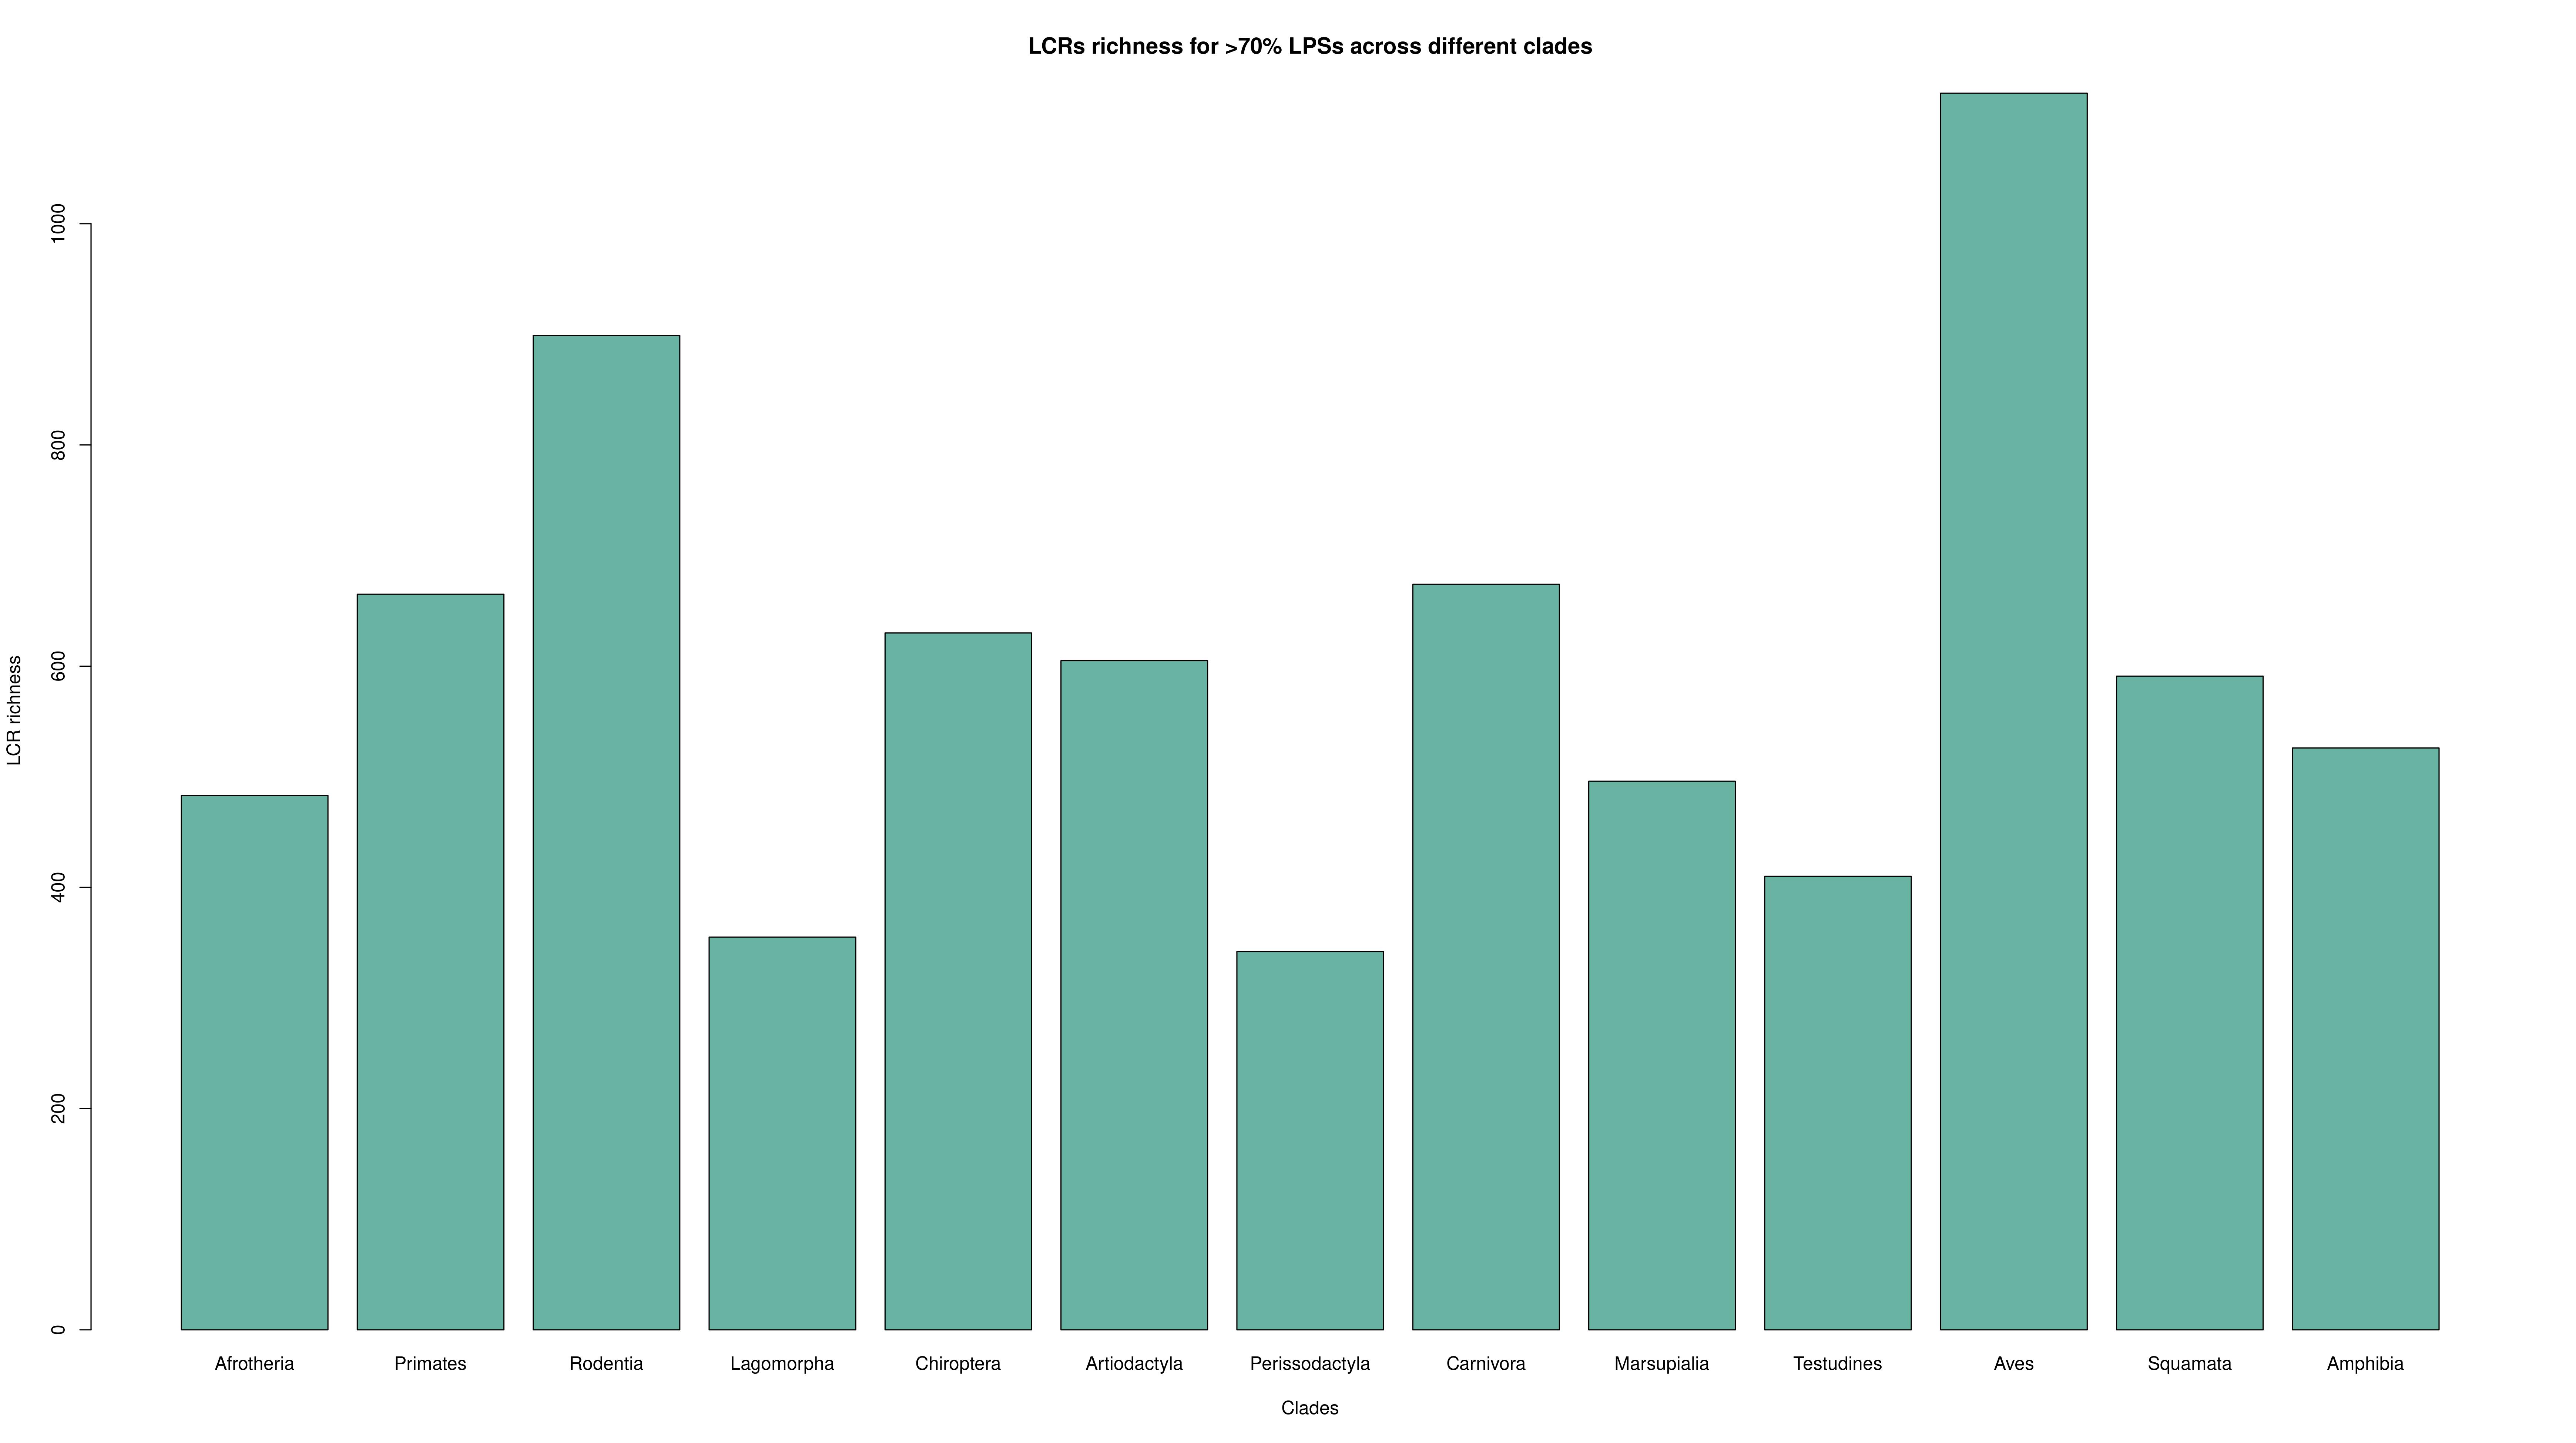 LCRs richness for >70% LPSs across different clades
LCR richness
1000
800
600
400
200
0
Afrotheria Primates Rodentia Lagomorpha Chiroptera Artiodactyla Perissodactyla Carnivora Marsupialia Testudines Aves Squamata Amphibia
Clades